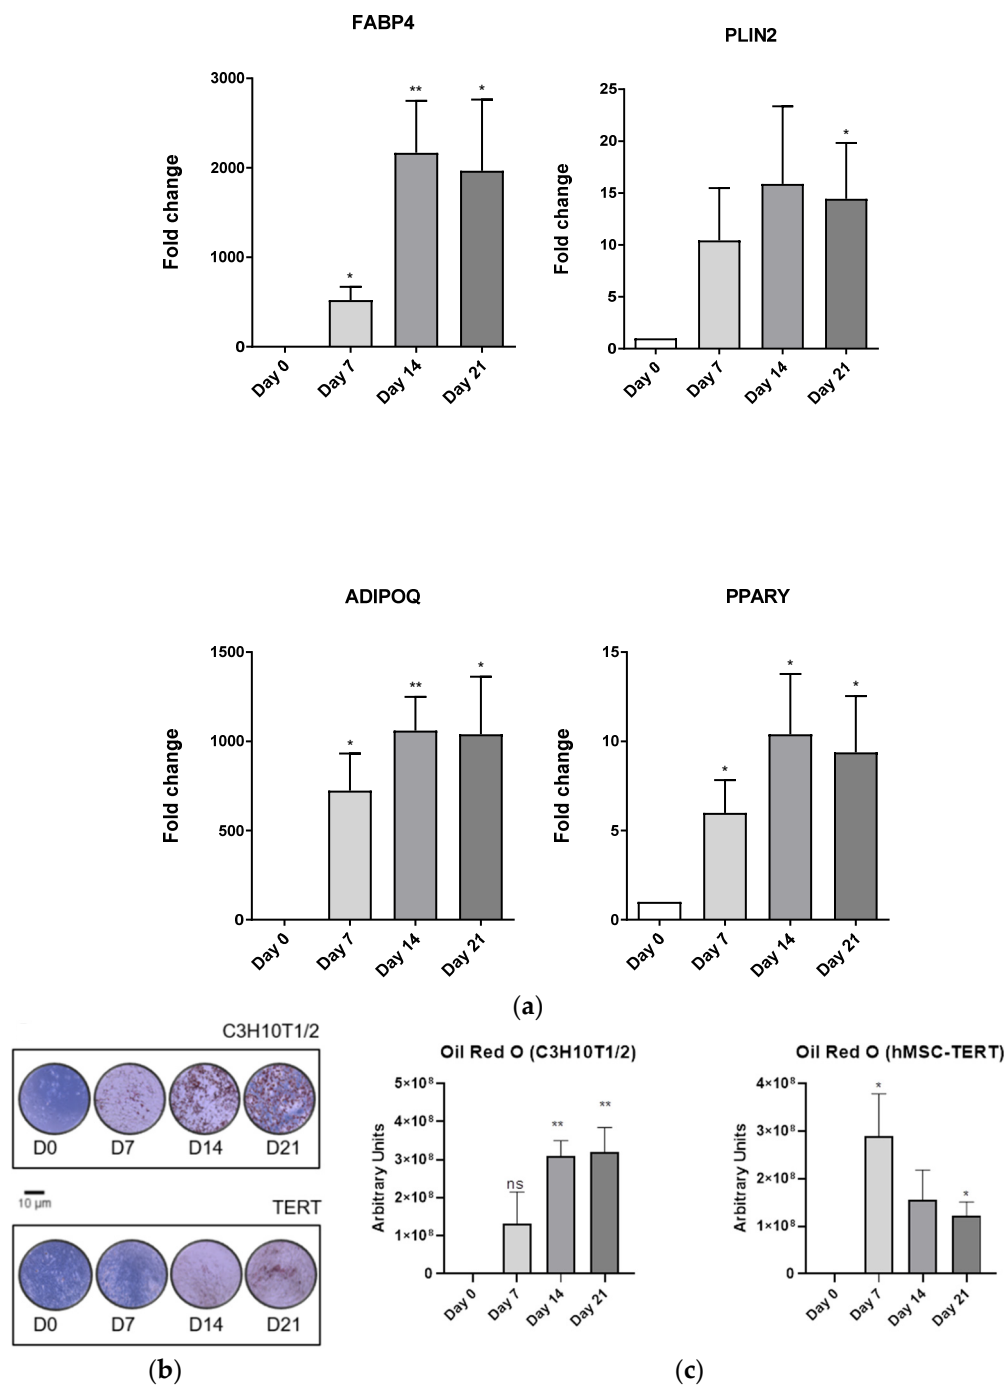 FABP4
PLIN2
Fold change
3000
2000
1000
0
** *
*
Day 0 Day 7 Day 14 Day 21
Fold change
25
20
15
10
5
0
*
Day 0 Day 7 Day 14 Day 21
ADIPOQ
PPARY
Fold change
1500
1000
500
0
* ** *
Day 0 Day 7 Day 14 Day 21
Fold change
15
10
5
0
* * *
Day 0 Day 7 Day 14 Day 21
(a)
C3H10T1/2
D0 D7 D14 D21
10 μm
TERT
D0 D7 D14 D21
(b)
Oil Red O (C3H10T1/2)
Arbitrary Units
5×10⁸
4×10⁸
3×10⁸
2×10⁸
1×10⁸
0
ns ** **
Day 0 Day 7 Day 14 Day 21
Oil Red O (hMSC-TERT)
Arbitrary Units
4×10⁸
3×10⁸
2×10⁸
1×10⁸
0
* *
Day 0 Day 7 Day 14 Day 21
(c)